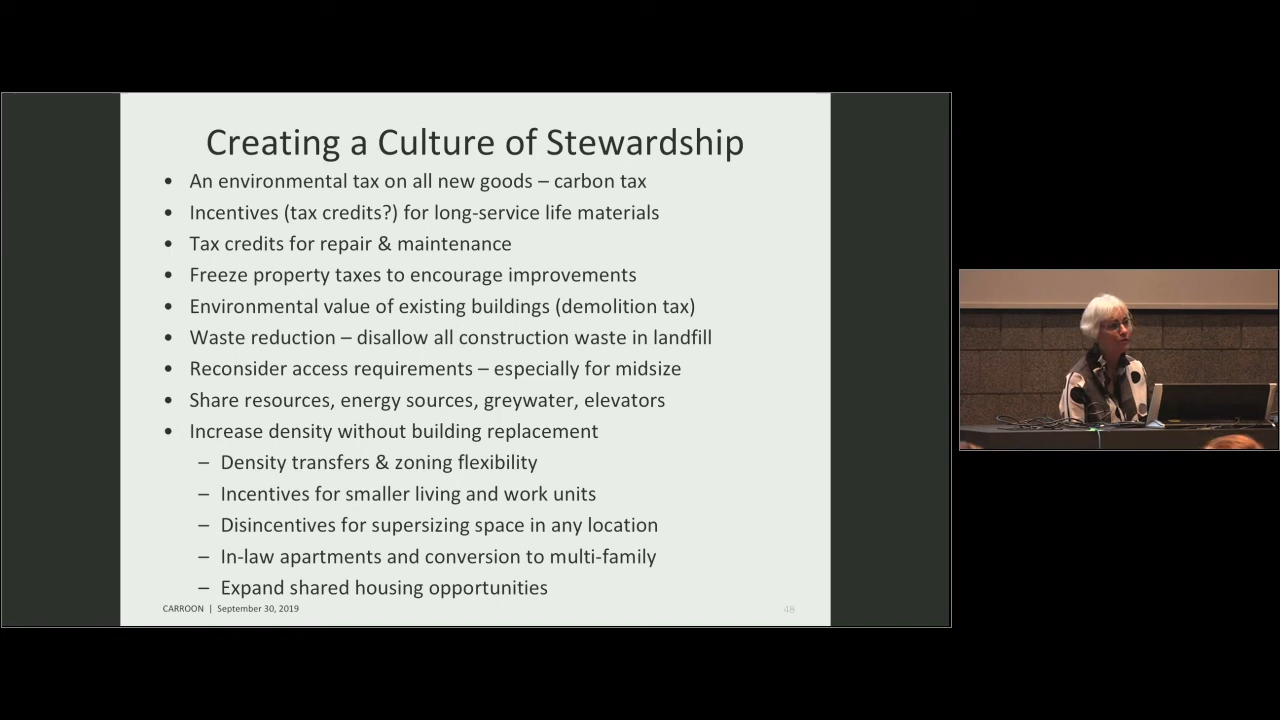 Creating a Culture of Stewardship
• An environmental tax on all new goods – carbon tax
• Incentives (tax credits?) for long-service life materials
• Tax credits for repair & maintenance
• Freeze property taxes to encourage improvements
• Environmental value of existing buildings (demolition tax)
• Waste reduction – disallow all construction waste in landfill
• Reconsider access requirements – especially for midsize
• Share resources, energy sources, greywater, elevators
• Increase density without building replacement
– Density transfers & zoning flexibility
– Incentives for smaller living and work units
– Disincentives for supersizing space in any location
– In-law apartments and conversion to multi-family
– Expand shared housing opportunities
CARROON | September 30, 2019
48